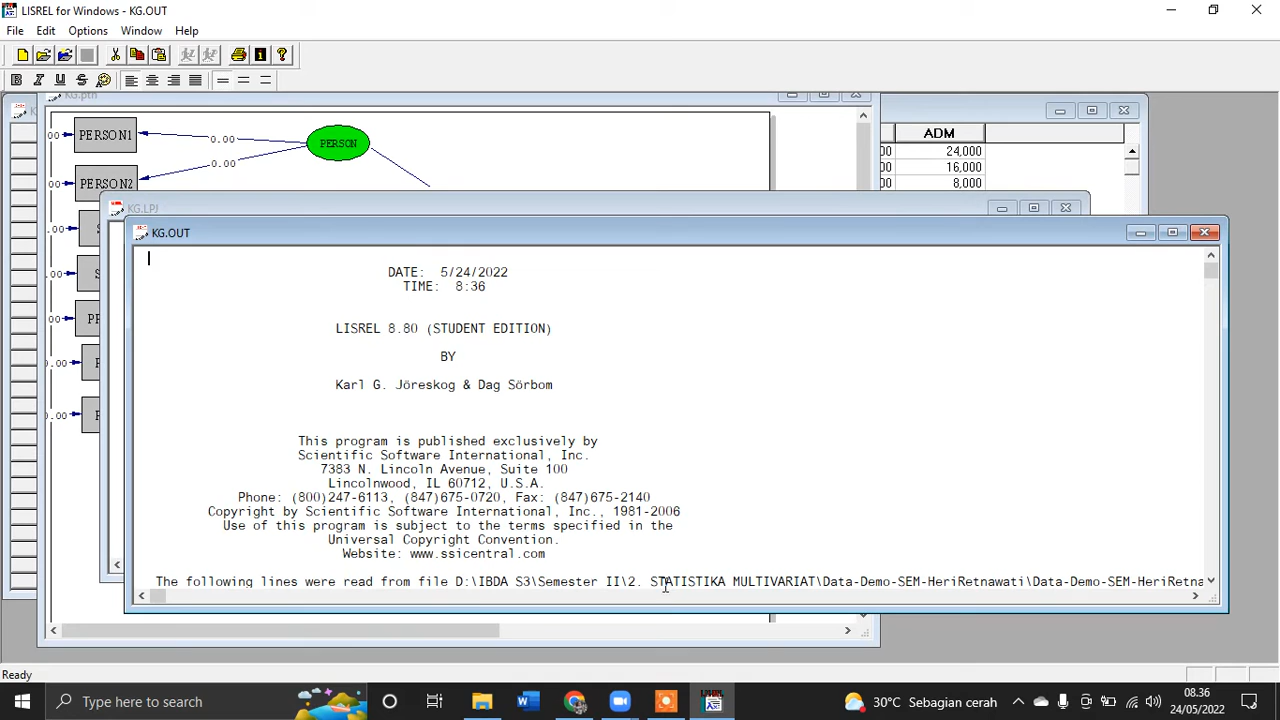 LISREL for Windows - KG.OUT
File Edit Options Window Help
B I U S
KG.pth
PERSON1
0.00
PERSON
ADM
24,000
16,000
8,000
PERSON2
0.00
KG.LPJ
KG.OUT
DATE: 5/24/2022
TIME: 8:36
LISREL 8.80 (STUDENT EDITION)
BY
Karl G. Jöreskog & Dag Sörbom
This program is published exclusively by
Scientific Software International, Inc.
7383 N. Lincoln Avenue, Suite 100
Lincolnwood, IL 60712, U.S.A.
Phone: (800)247-6113, (847)675-0720, Fax: (847)675-2140
Copyright by Scientific Software International, Inc., 1981-2006
Use of this program is subject to the terms specified in the
Universal Copyright Convention.
Website: www.ssicentral.com
The following lines were read from file D:\IBDA S3\Semester II\2. STATISTIKA MULTIVARIAT\Data-Demo-SEM-HeriRetnawati\Data-Demo-SEM-HeriRetna
Ready
Type here to search
30°C Sebagian cerah
08.36
24/05/2022